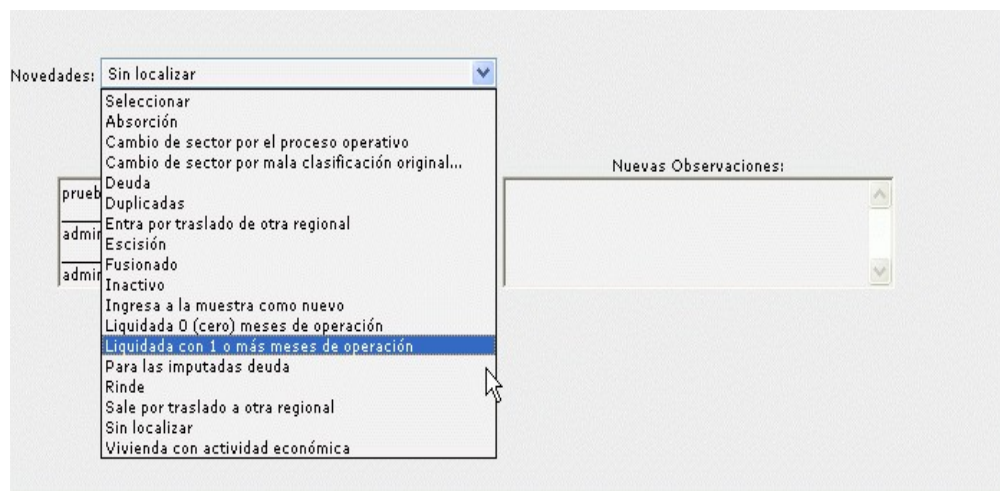 Novedades: Sin localizar
Seleccionar
Absorción
Cambio de sector por el proceso operativo
Cambio de sector por mala clasificación original...
Deuda
Duplicadas
Entra por traslado de otra regional
Escisión
Fusionado
Inactivo
Ingresa a la muestra como nuevo
Liquidada 0 (cero) meses de operación
Liquidada con 1 o más meses de operación
Para las imputadas deuda
Rinde
Sale por traslado a otra regional
Sin localizar
Vivienda con actividad económica
prueb
admin
admin
Nuevas Observaciones: